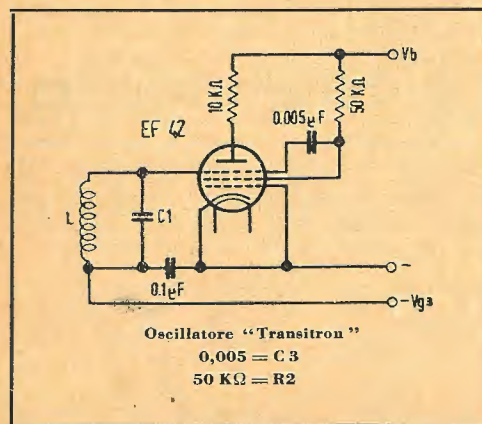 Vb
10 KΩ
50 KΩ
0.005µF
EF 42
L
C1
0.1µF
-
-Vg3
Oscillatore "Transitron"
0,005 = C 3
50 KΩ = R2